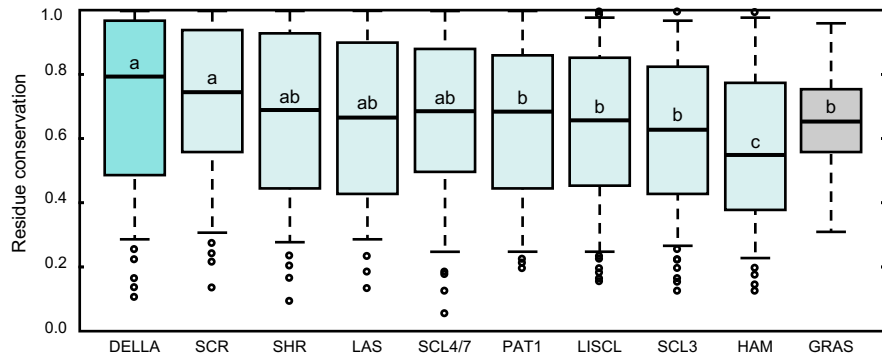 1.0
0.8
0.6
0.4
0.2
0.0
Residue conservation
a
a
ab
ab
ab
b
b
b
c
b
DELLA SCR SHR LAS SCL4/7 PAT1 LISCL SCL3 HAM GRAS